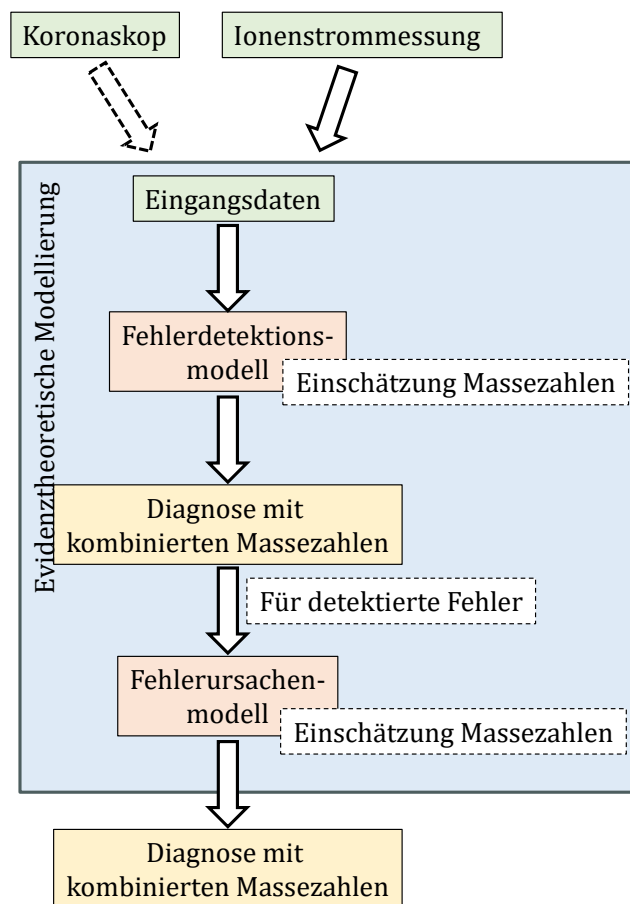 Koronaskop
Ionenstrommessung
Evidenztheoretische Modellierung
Eingangsdaten
Fehlerdetektions-
modell
Einschätzung Massezahlen
Diagnose mit
kombinierten Massezahlen
Für detektierte Fehler
Fehlerursachen-
modell
Einschätzung Massezahlen
Diagnose mit
kombinierten Massezahlen